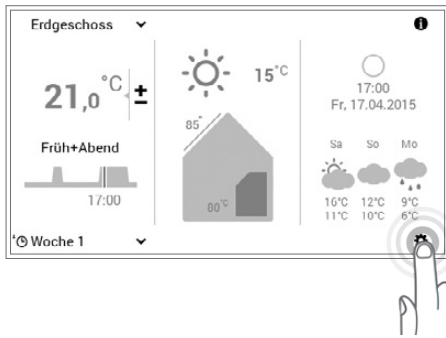 Erdgeschoss
21,0 °C ±
Früh+Abend
17:00
Woche 1
15°C
85°
80°C
17:00
Fr, 17.04.2015
Sa So Mo
16°C 12°C 9°C
11°C 10°C 6°C